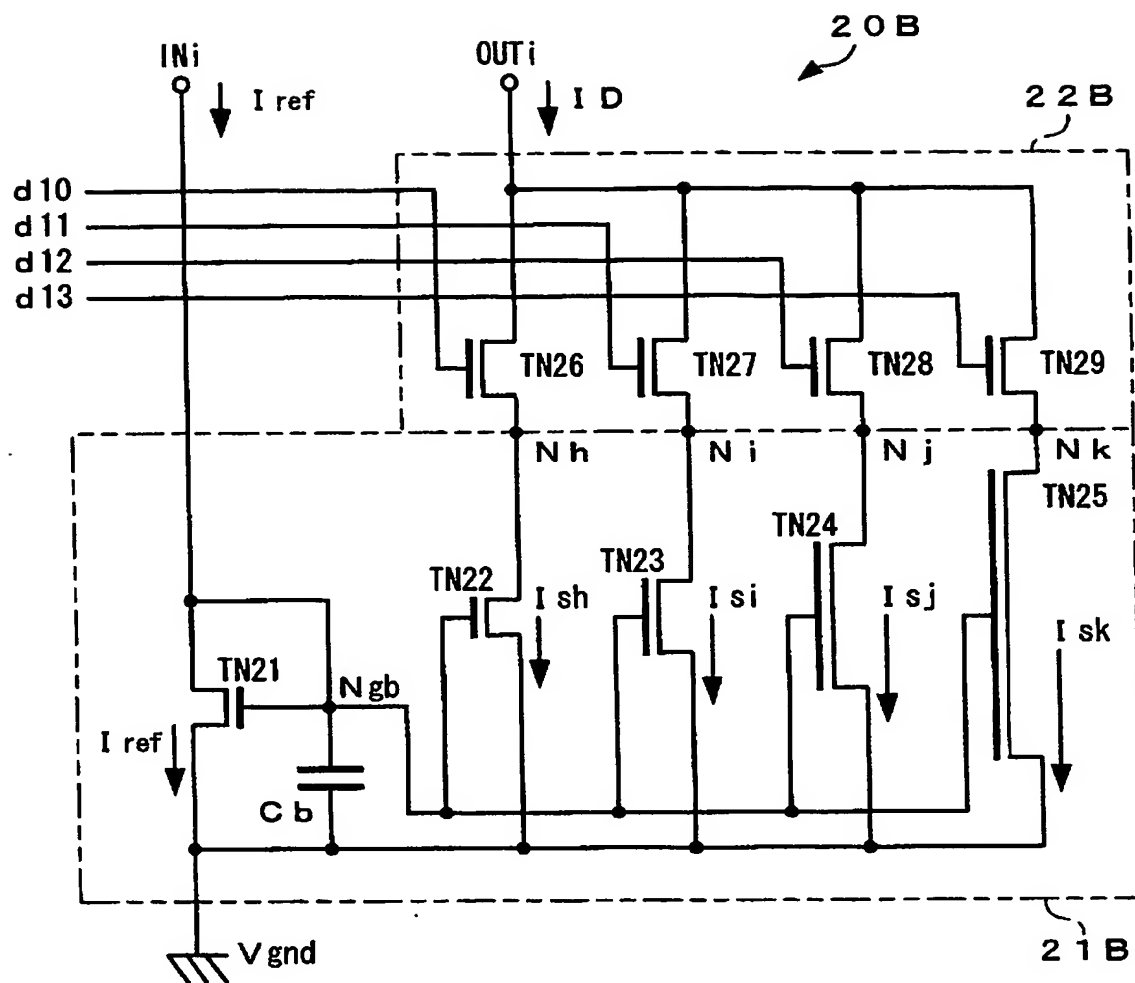 20B
INi
OUTi
Iref
ID
22B
d10
d11
d12
d13
TN26
TN27
TN28
TN29
Nh
Ni
Nj
Nk
TN25
TN24
TN23
TN22
Ish
Isi
Isj
Isk
TN21
Ngb
Iref
Cb
Vgnd
21B